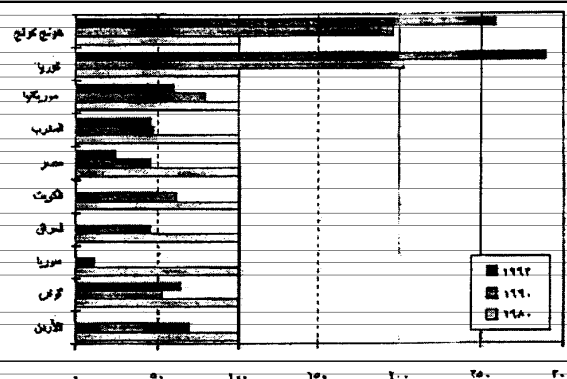 هونج كونج
كوريا
موريتانيا
المغرب
مصر
الكويت
العراق
سوريا
تونس
الأردن
١٩٩٢
١٩٩٠
١٩٨٠
٠ ٥٠ ١٠٠ ١٥٠ ٢٠٠ ٢٥٠ ٣٠٠